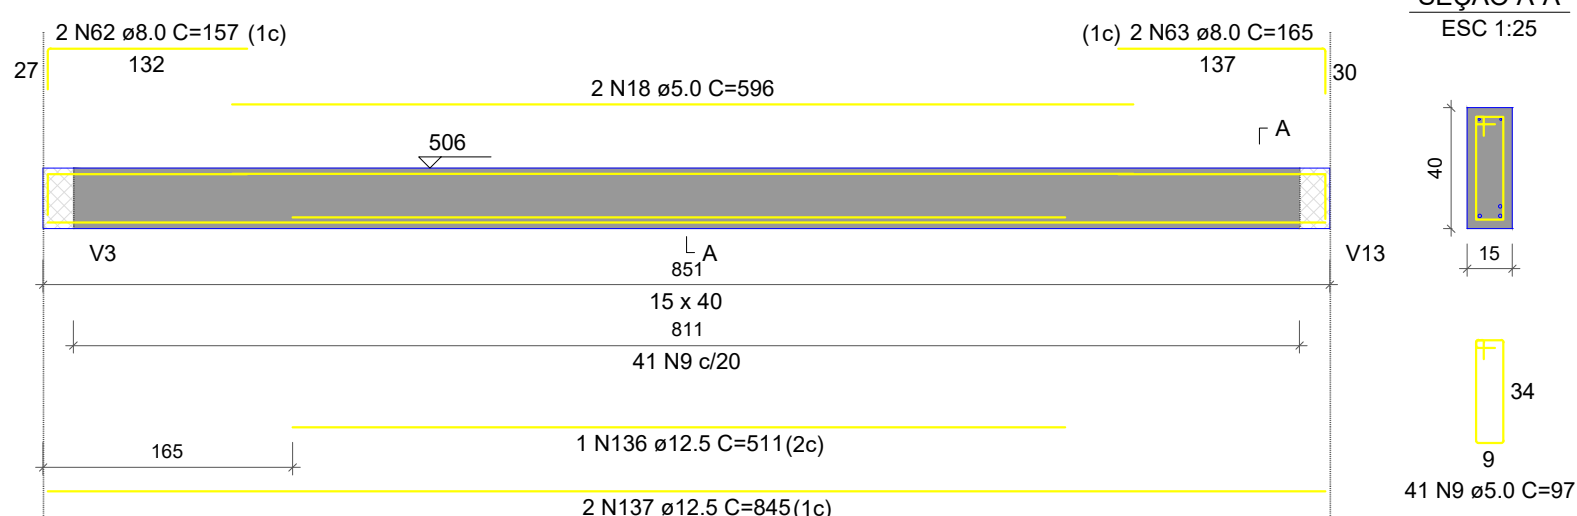 SEÇÃO A-A
ESC 1:25
2 N62 ø8.0 C=157 (1c)
132
27
(1c) 2 N63 ø8.0 C=165
137
30
2 N18 ø5.0 C=596
506
A
A
V3
V13
851
15 x 40
811
41 N9 c/20
165
1 N136 ø12.5 C=511(2c)
2 N137 ø12.5 C=845(1c)
40
15
34
9
41 N9 ø5.0 C=97